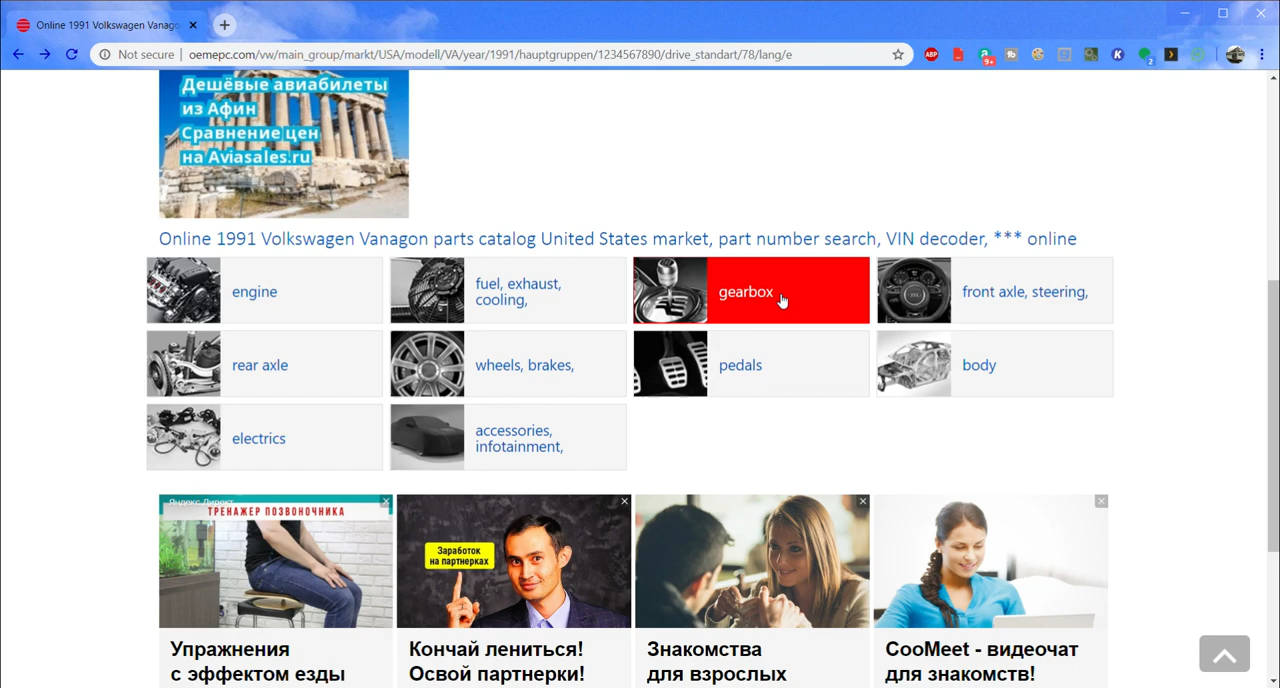 Online 1991 Volkswagen Vanago
Not secure
oemepc.com/vw/main_group/markt/USA/modell/VA/year/1991/hauptgruppen/1234567890/drive_standart/78/lang/e
ABP
a
9+
tb
K
2
Дешёвые авиабилеты
из Афин
Сравнение цен
на Aviasales.ru
Online 1991 Volkswagen Vanagon parts catalog United States market, part number search, VIN decoder, *** online
engine
fuel, exhaust,
cooling,
gearbox
front axle, steering,
rear axle
wheels, brakes,
pedals
body
electrics
accessories,
infotainment,
Яндекс.Директ
ТРЕНАЖЕР ПОЗВОНОЧНИКА
Заработок
на партнерках
Упражнения
с эффектом езды
Кончай лениться!
Освой партнерки!
Знакомства
для взрослых
CooMeet - видеочат
для знакомств!